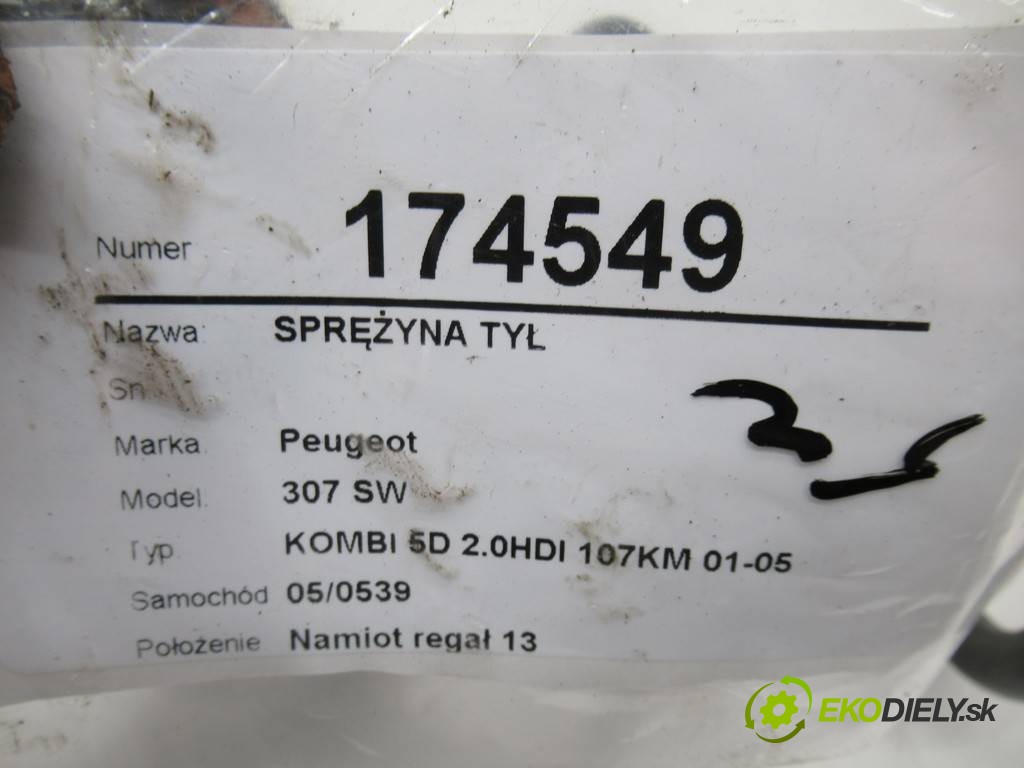 Numer 174549
Nazwa: SPRĘŻYNA TYŁ
Sn.
Marka. Peugeot
Model. 307 SW
Typ. KOMBI 5D 2.0HDI 107KM 01-05
Samochód 05/0539
Położenie Namiot regał 13
EKODIELY.sk